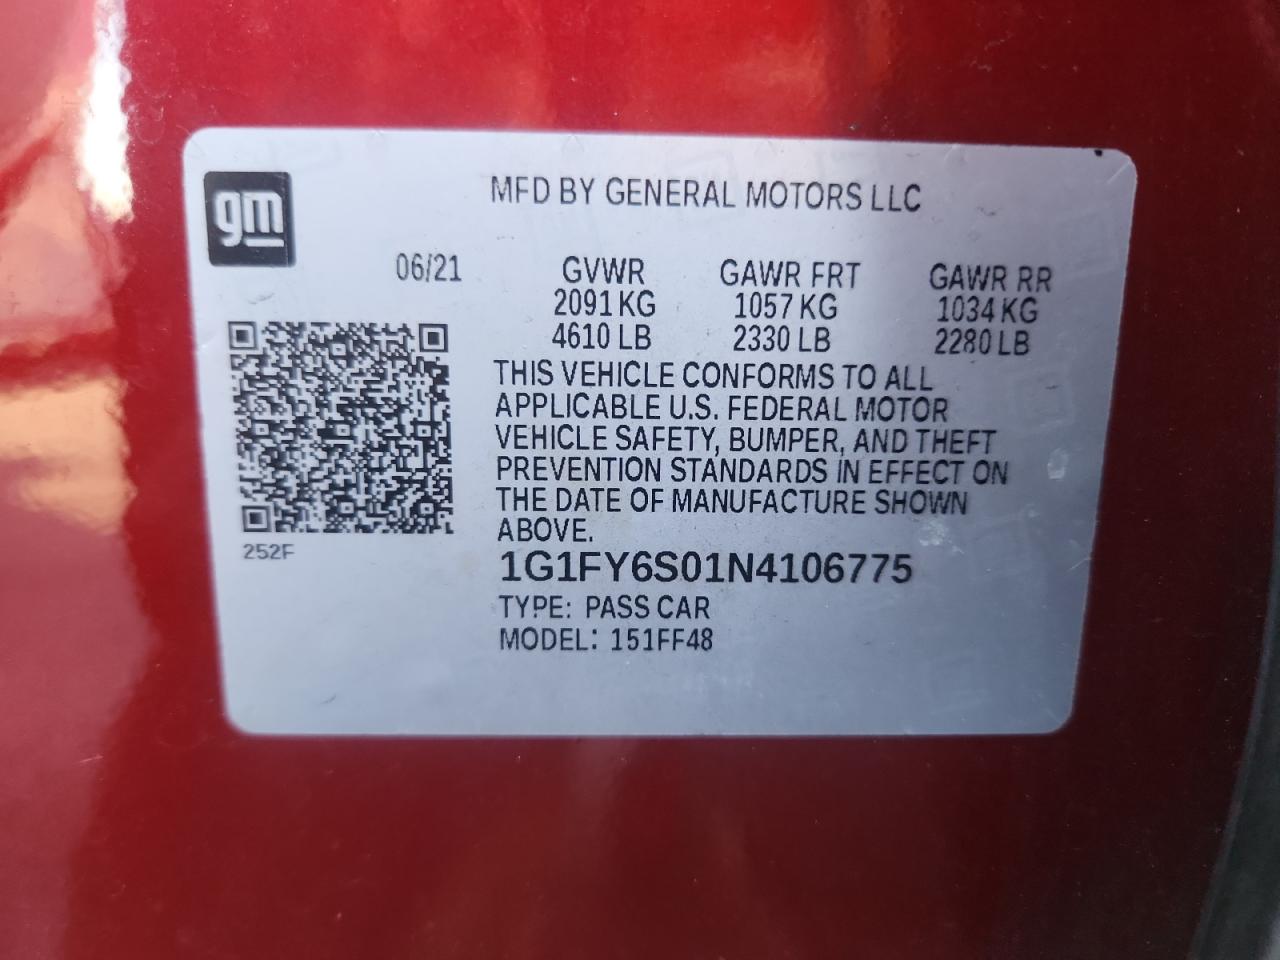 gm
MFD BY GENERAL MOTORS LLC
06/21 GVWR GAWR FRT GAWR RR
2091 KG 1057 KG 1034 KG
4610 LB 2330 LB 2280 LB
THIS VEHICLE CONFORMS TO ALL
APPLICABLE U.S. FEDERAL MOTOR
VEHICLE SAFETY, BUMPER, AND THEFT
PREVENTION STANDARDS IN EFFECT ON
THE DATE OF MANUFACTURE SHOWN
ABOVE.
252F
1G1FY6S01N4106775
TYPE: PASS CAR
MODEL: 151FF48